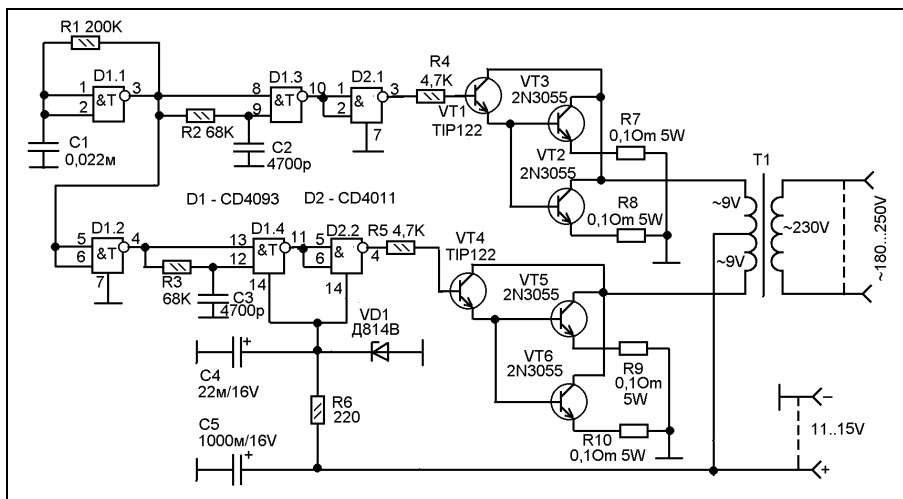 R1 200K
D1.1
1
2
3
&T
C1
0,022м
R2 68K
8
9
D1.3
&T
10
C2
4700р
1
2
D2.1
&
3
7
R4
4,7K
VT1
TIP122
VT3
2N3055
VT2
2N3055
R7
0,1Om 5W
R8
0,1Om 5W
T1
~9V
~9V
~230V
~180...250V
D1 - CD4093 D2 - CD4011
5
6
D1.2
&T
4
7
R3
68K
C3
4700р
13
12
D1.4
&T
11
14
5
6
D2.2
&
4
14
R5 4,7K
VT4
TIP122
VT5
2N3055
VT6
2N3055
R9
0,1Om
5W
R10
0,1Om 5W
VD1
Д814В
C4
22м/16V
+
R6
220
C5
1000м/16V
+
–
11..15V
+